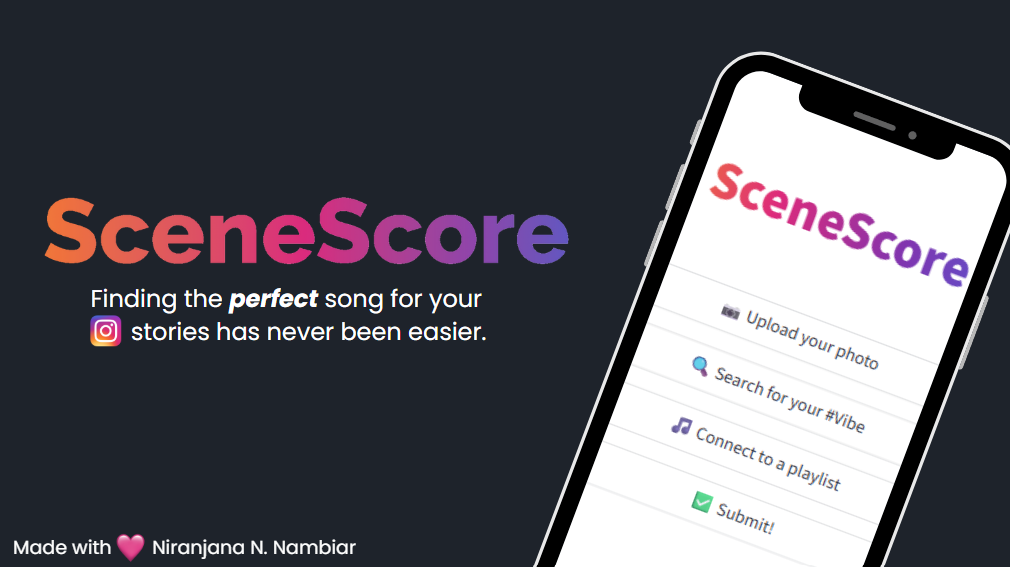 SceneScore
Finding the perfect song for your
stories has never been easier.
Made with Niranjana N. Nambiar
SceneScore
Upload your photo
Search for your #Vibe
Connect to a playlist
Submit!